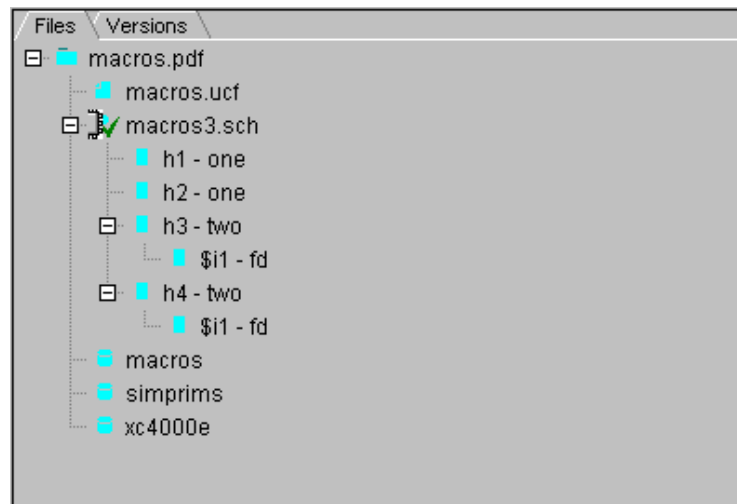 Files Versions
macros.pdf
macros.ucf
macros3.sch
h1 - one
h2 - one
h3 - two
$i1 - fd
h4 - two
$i1 - fd
macros
simprims
xc4000e